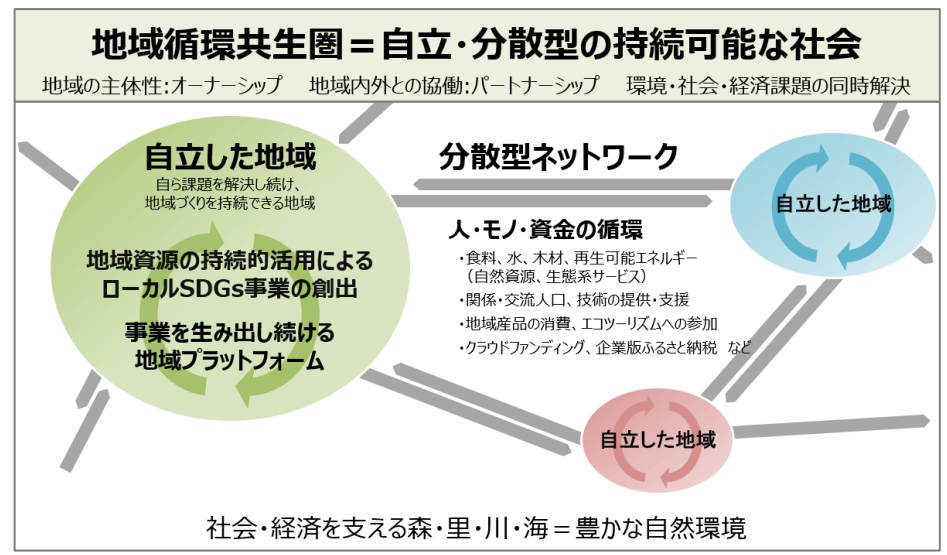 地域循環共生圏＝自立・分散型の持続可能な社会
地域の主体性：オーナーシップ　地域内外との協働：パートナーシップ　環境・社会・経済課題の同時解決
自立した地域
自ら課題を解決し続け、
地域づくりを持続できる地域
地域資源の持続的活用による
ローカルSDGs事業の創出
事業を生み出し続ける
地域プラットフォーム
分散型ネットワーク
人・モノ・資金の循環
・食料、水、木材、再生可能エネルギー
（自然資源、生態系サービス）
・関係・交流人口、技術の提供・支援
・地域産品の消費、エコツーリズムへの参加
・クラウドファンディング、企業版ふるさと納税　など
自立した地域
自立した地域
社会・経済を支える森・里・川・海＝豊かな自然環境